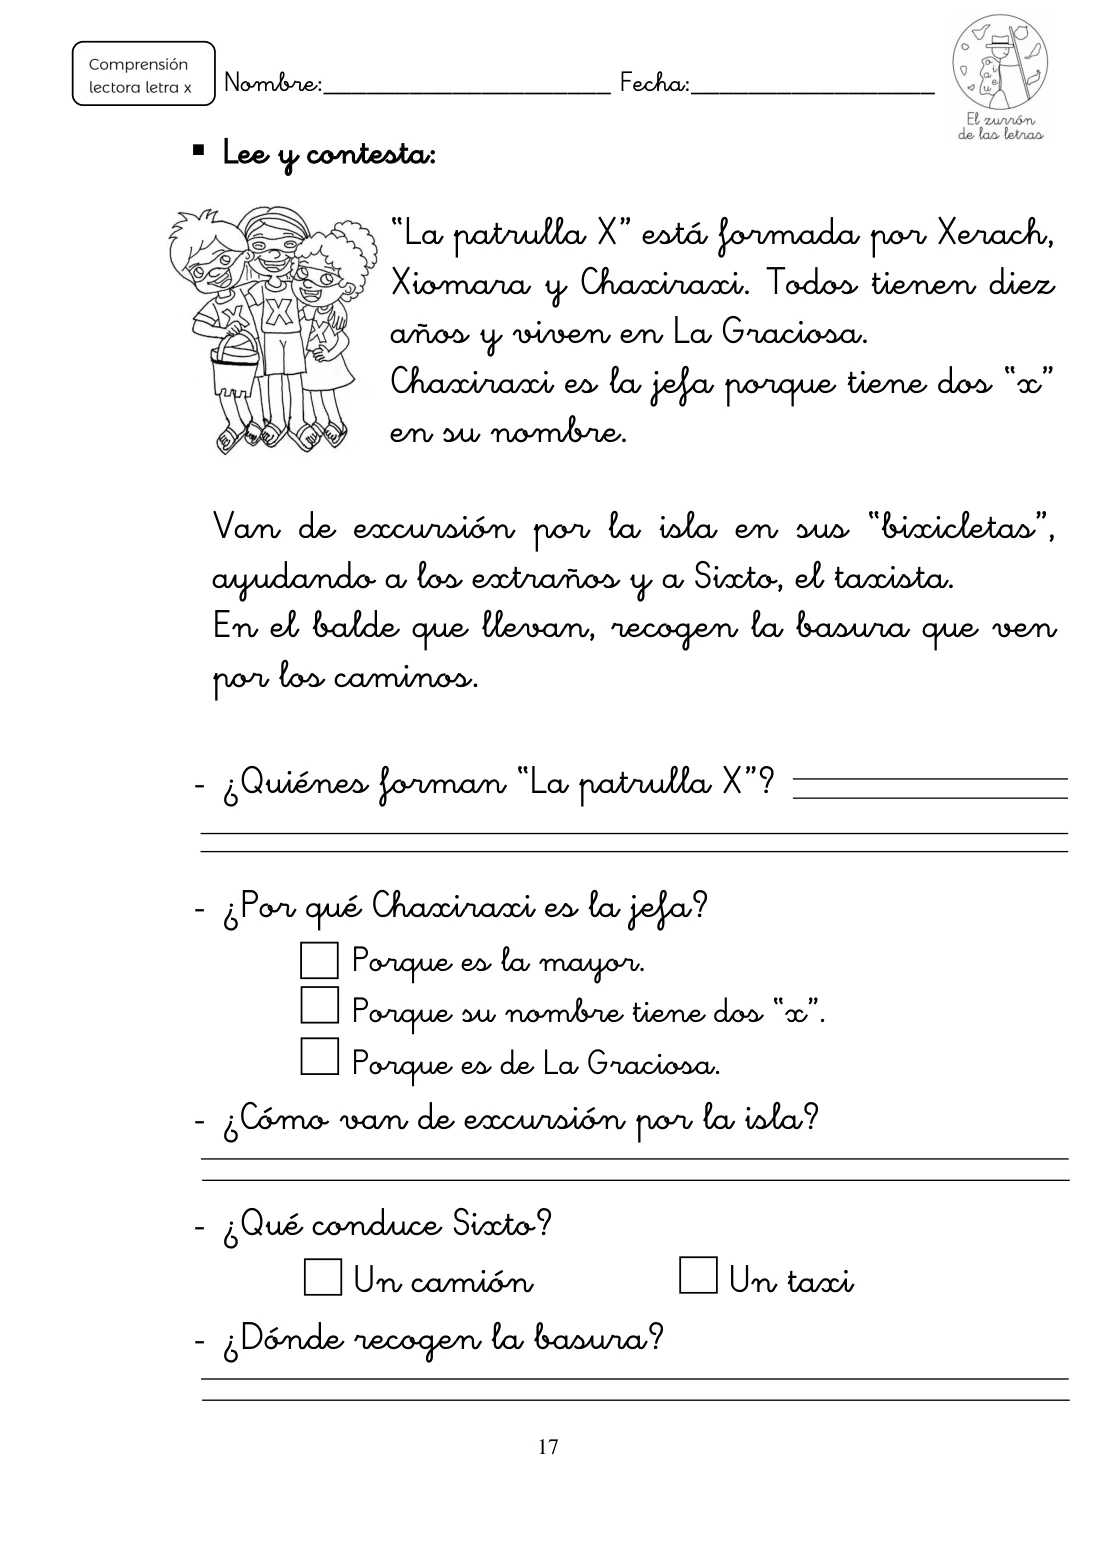 Comprensión
lectora letra x
Nombre:____________________ Fecha:_________________
El zurrón
de las letras
▪ Lee y contesta:
X
X
X
“La patrulla X” está formada por Xerach,
Xiomara y Chaxiraxi. Todos tienen diez
años y viven en La Graciosa.
Chaxiraxi es la jefa porque tiene dos “x”
en su nombre.
Van de excursión por la isla en sus “bixicletas”,
ayudando a los extraños y a Sixto, el taxista.
En el balde que llevan, recogen la basura que ven
por los caminos.
- ¿Quiénes forman “La patrulla X”?
- ¿Por qué Chaxiraxi es la jefa?
Porque es la mayor.
Porque su nombre tiene dos “x”.
Porque es de La Graciosa.
- ¿Cómo van de excursión por la isla?
- ¿Qué conduce Sixto?
Un camión Un taxi
- ¿Dónde recogen la basura?
17